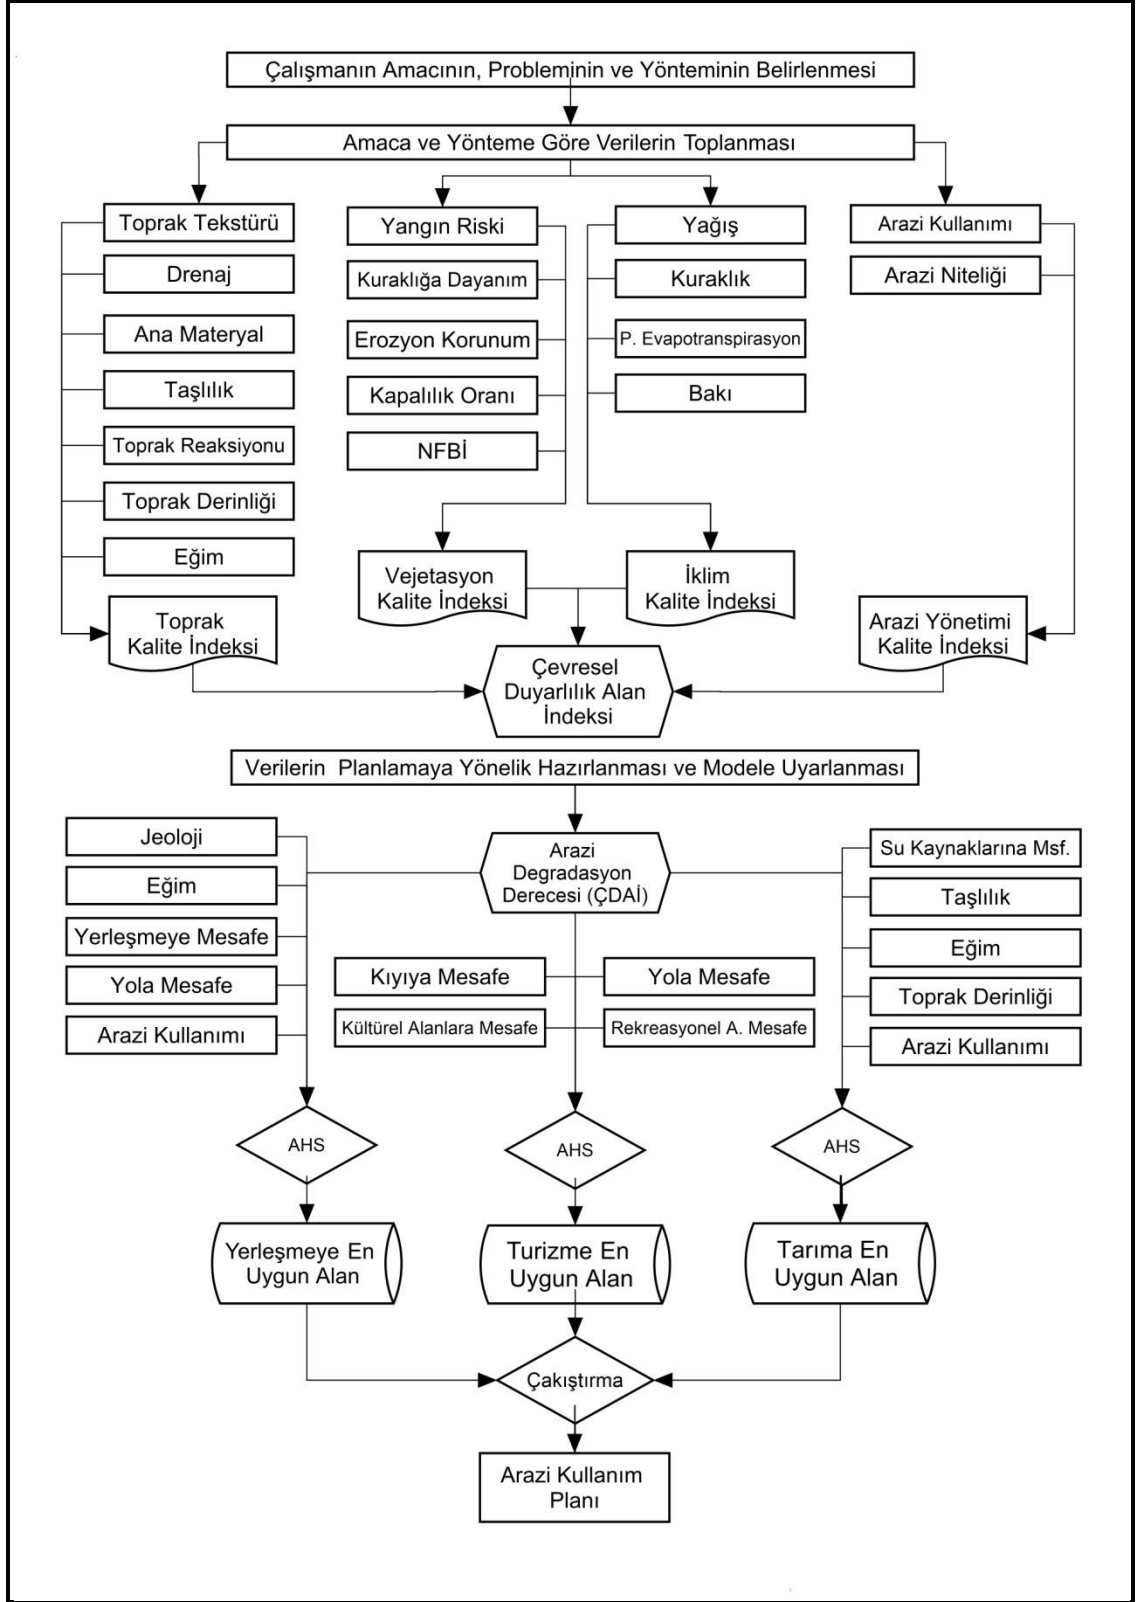 Çalışmanın Amacının, Probleminin ve Yönteminin Belirlenmesi
Amaca ve Yönteme Göre Verilerin Toplanması
Toprak Tekstürü
Drenaj
Ana Materyal
Taşlılık
Toprak Reaksiyonu
Toprak Derinliği
Eğim
Yangın Riski
Kuraklığa Dayanım
Erozyon Korunum
Kapalılık Oranı
NFBİ
Yağış
Kuraklık
P. Evapotranspirasyon
Bakı
Arazi Kullanımı
Arazi Niteliği
Toprak
Kalite İndeksi
Vejetasyon
Kalite İndeksi
İklim
Kalite İndeksi
Arazi Yönetimi
Kalite İndeksi
Çevresel
Duyarlılık Alan
İndeksi
Verilerin Planlamaya Yönelik Hazırlanması ve Modele Uyarlanması
Jeoloji
Eğim
Yerleşmeye Mesafe
Yola Mesafe
Arazi Kullanımı
Arazi
Degradasyon
Derecesi (ÇDAİ)
Kıyıya Mesafe
Yola Mesafe
Kültürel Alanlara Mesafe
Rekreasyonel A. Mesafe
Su Kaynaklarına Msf.
Taşlılık
Eğim
Toprak Derinliği
Arazi Kullanımı
AHS
AHS
AHS
Yerleşmeye En
Uygun Alan
Turizme En
Uygun Alan
Tarıma En
Uygun Alan
Çakıştırma
Arazi Kullanım
Planı